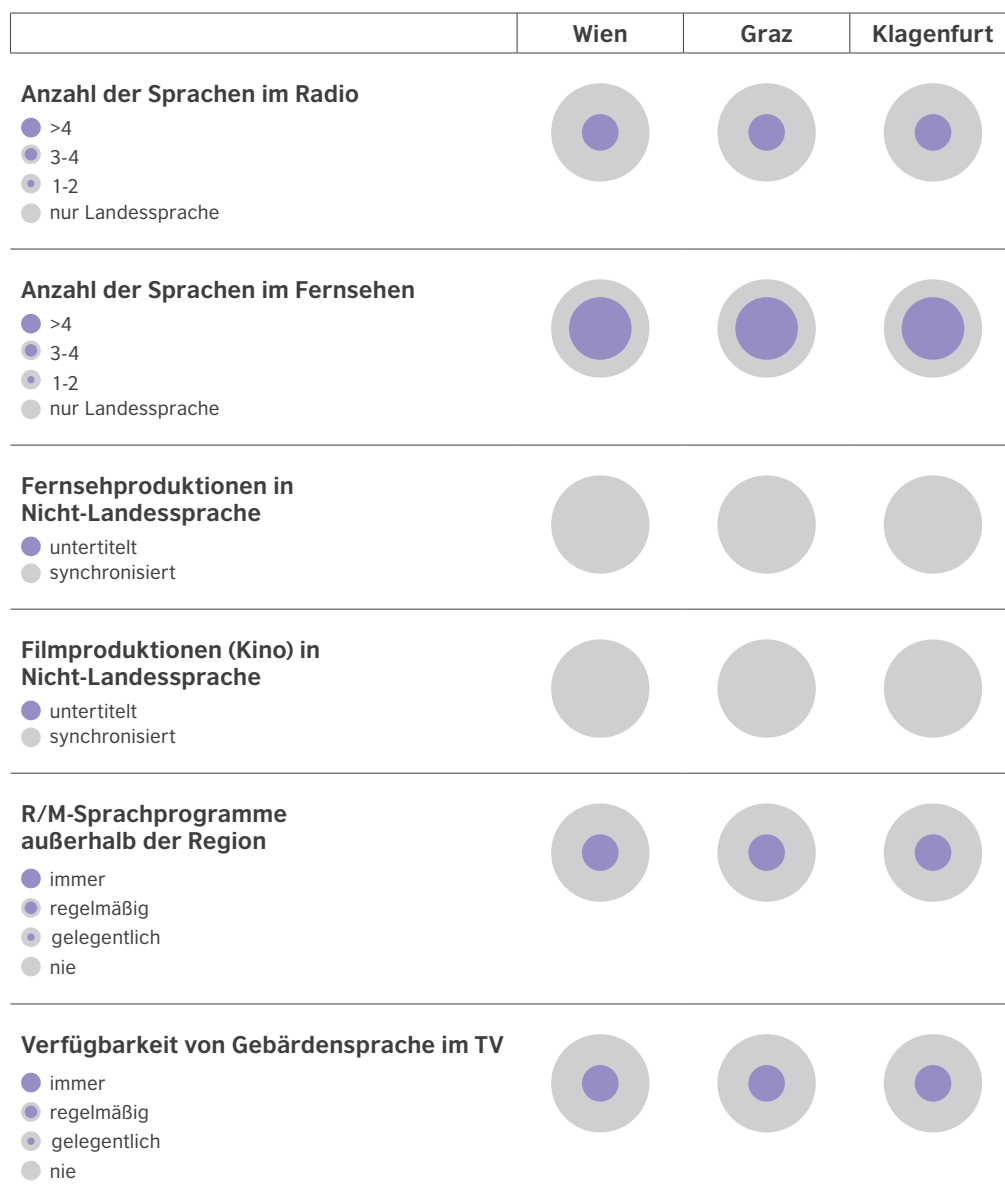 Wien Graz Klagenfurt
Anzahl der Sprachen im Radio
>4
3-4
1-2
nur Landessprache
Anzahl der Sprachen im Fernsehen
>4
3-4
1-2
nur Landessprache
Fernsehproduktionen in
Nicht-Landessprache
untertitelt
synchronisiert
Filmproduktionen (Kino) in
Nicht-Landessprache
untertitelt
synchronisiert
R/M-Sprachprogramme
außerhalb der Region
immer
regelmäßig
gelegentlich
nie
Verfügbarkeit von Gebärdensprache im TV
immer
regelmäßig
gelegentlich
nie